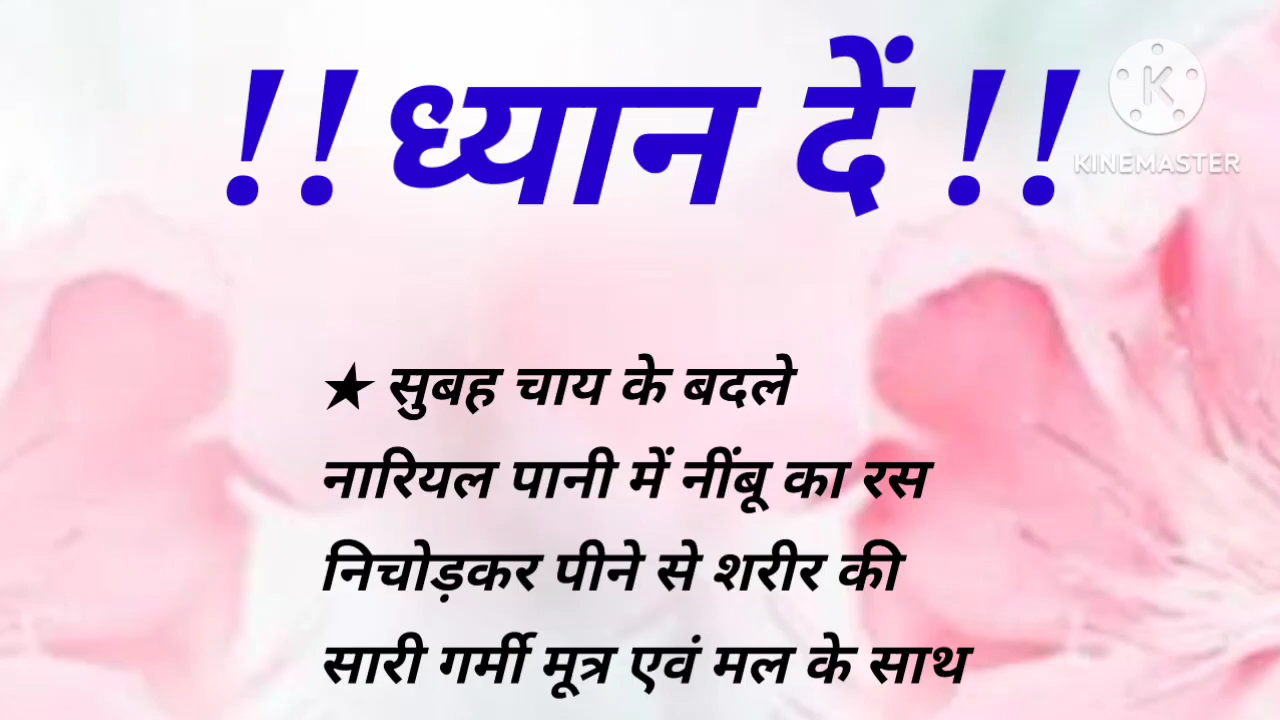 !! ध्यान दें !!
KINEMASTER
★ सुबह चाय के बदले
नारियल पानी में नींबू का रस
निचोड़कर पीने से शरीर की
सारी गर्मी मूत्र एवं मल के साथ